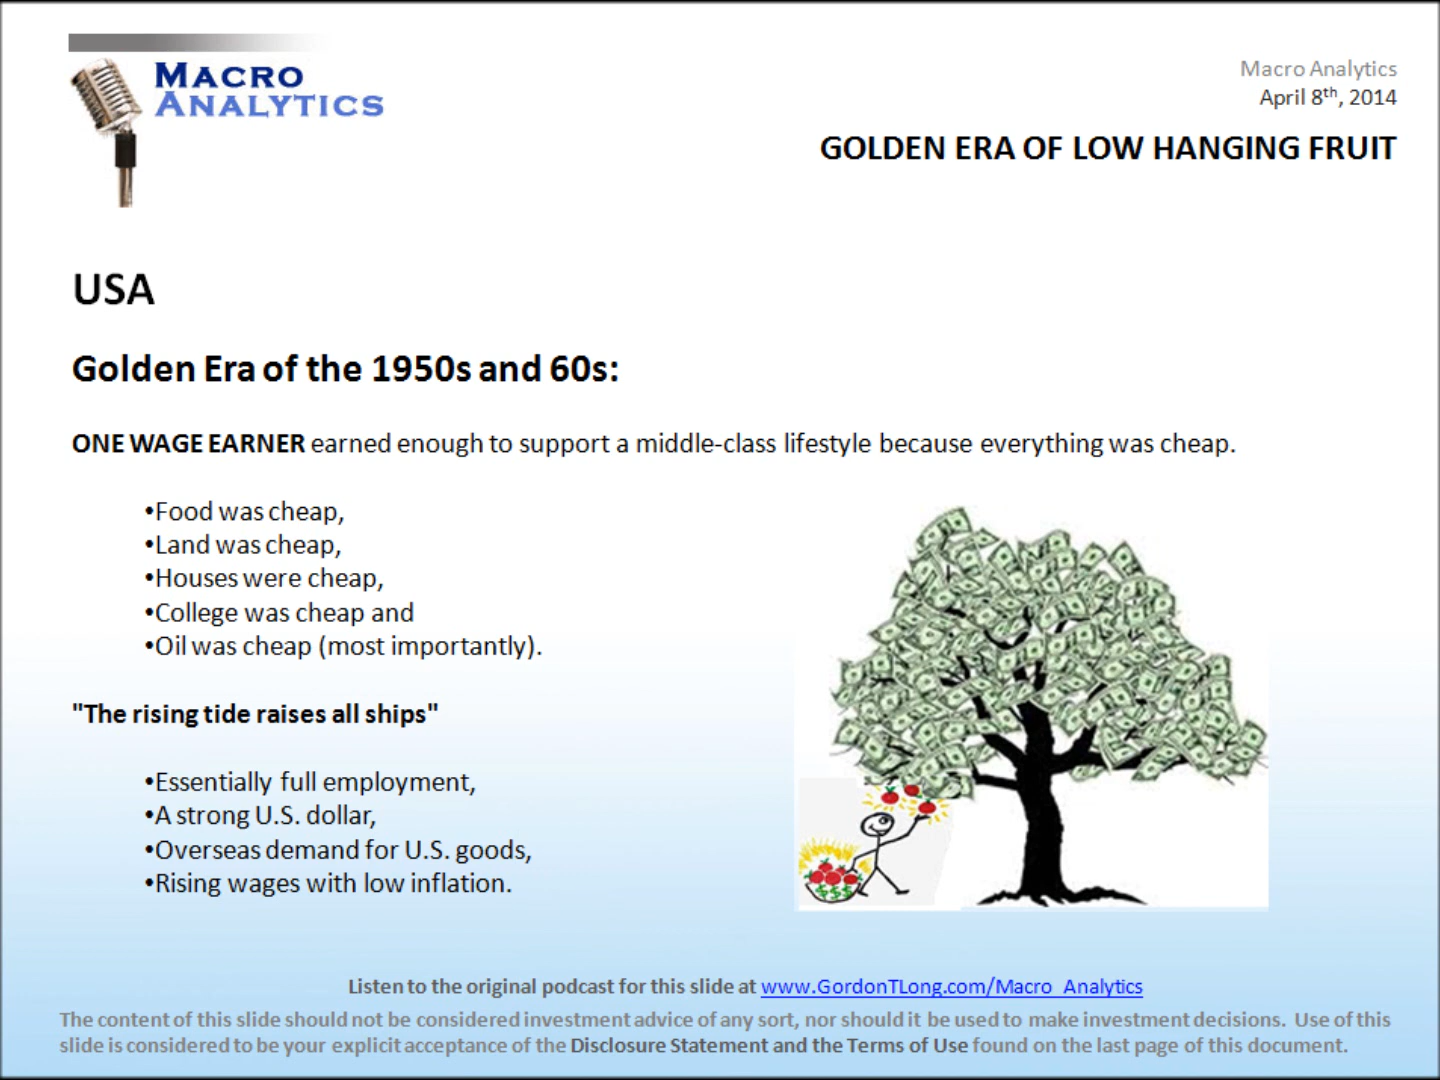 MACRO
ANALYTICS
Macro Analytics
April 8th, 2014
GOLDEN ERA OF LOW HANGING FRUIT
USA
Golden Era of the 1950s and 60s:
ONE WAGE EARNER earned enough to support a middle-class lifestyle because everything was cheap.
•Food was cheap,
•Land was cheap,
•Houses were cheap,
•College was cheap and
•Oil was cheap (most importantly).
"The rising tide raises all ships"
•Essentially full employment,
•A strong U.S. dollar,
•Overseas demand for U.S. goods,
•Rising wages with low inflation.
$$$
Listen to the original podcast for this slide at www.GordonTLong.com/Macro_Analytics
The content of this slide should not be considered investment advice of any sort, nor should it be used to make investment decisions. Use of this
slide is considered to be your explicit acceptance of the Disclosure Statement and the Terms of Use found on the last page of this document.